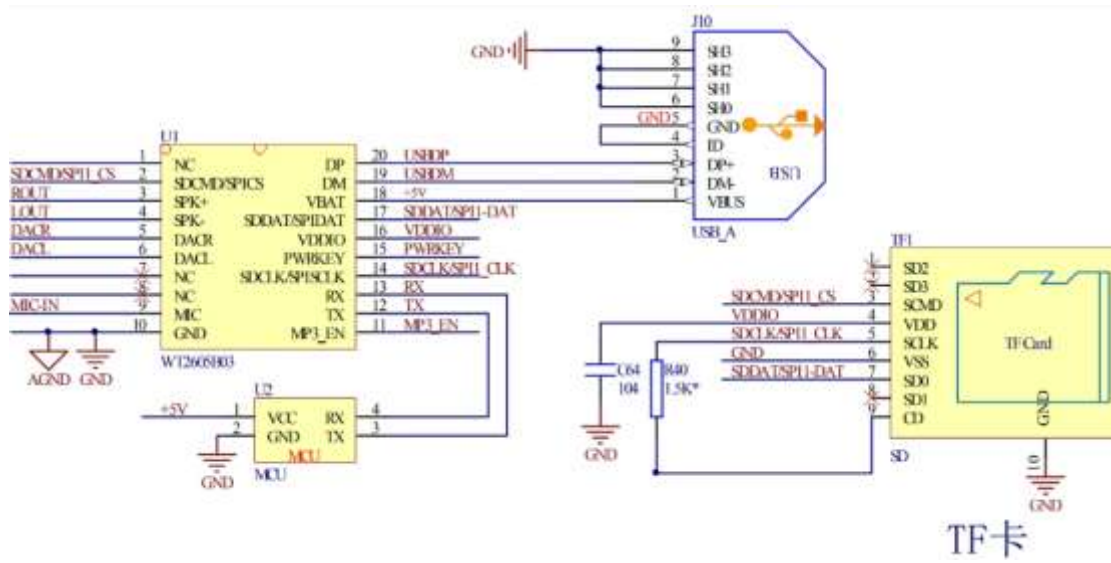 J10
GND
9 SH3
8 SH2
7 SH1
6 SH0
GND 5 GND
4 ID
3 DP+
2 DM-
1 VBUS
USB
USB_A
U1
1 NC DP 20 USBDP
SDCMD/SPI1_CS 2 SDCMD/SPICS DM 19 USBDM
ROUT 3 SPK+ VBAT 18 +5V
LOUT 4 SPK- SDDAT/SPIDAT 17 SDDAT/SPI1-DAT
DACR 5 DACR VDDIO 16 VDDIO
DACL 6 DACL PWRKEY 15 PWRKEY
7 NC SDCLK/SPISCLK 14 SDCLK/SPI1_CLK
8 NC RX 13 RX
MIC-IN 9 MIC TX 12 TX
10 GND MP3_EN 11 MP3_EN
AGND GND
WT2605B03
U2
+5V 1 VCC RX 4
2 GND TX 3
MCU
GND
MCU
TF1
1 SD2
2 SD3
SDCMD/SPI1_CS 3 SCMD
VDDIO 4 VDD
SDCLK/SPI1_CLK 5 SCLK
GND 6 VSS
SDDAT/SPI1-DAT 7 SD0
8 SD1
9 CD
TFCard
GND
10
GND
SD
C64
104
GND
R40
1.5K*
TF卡